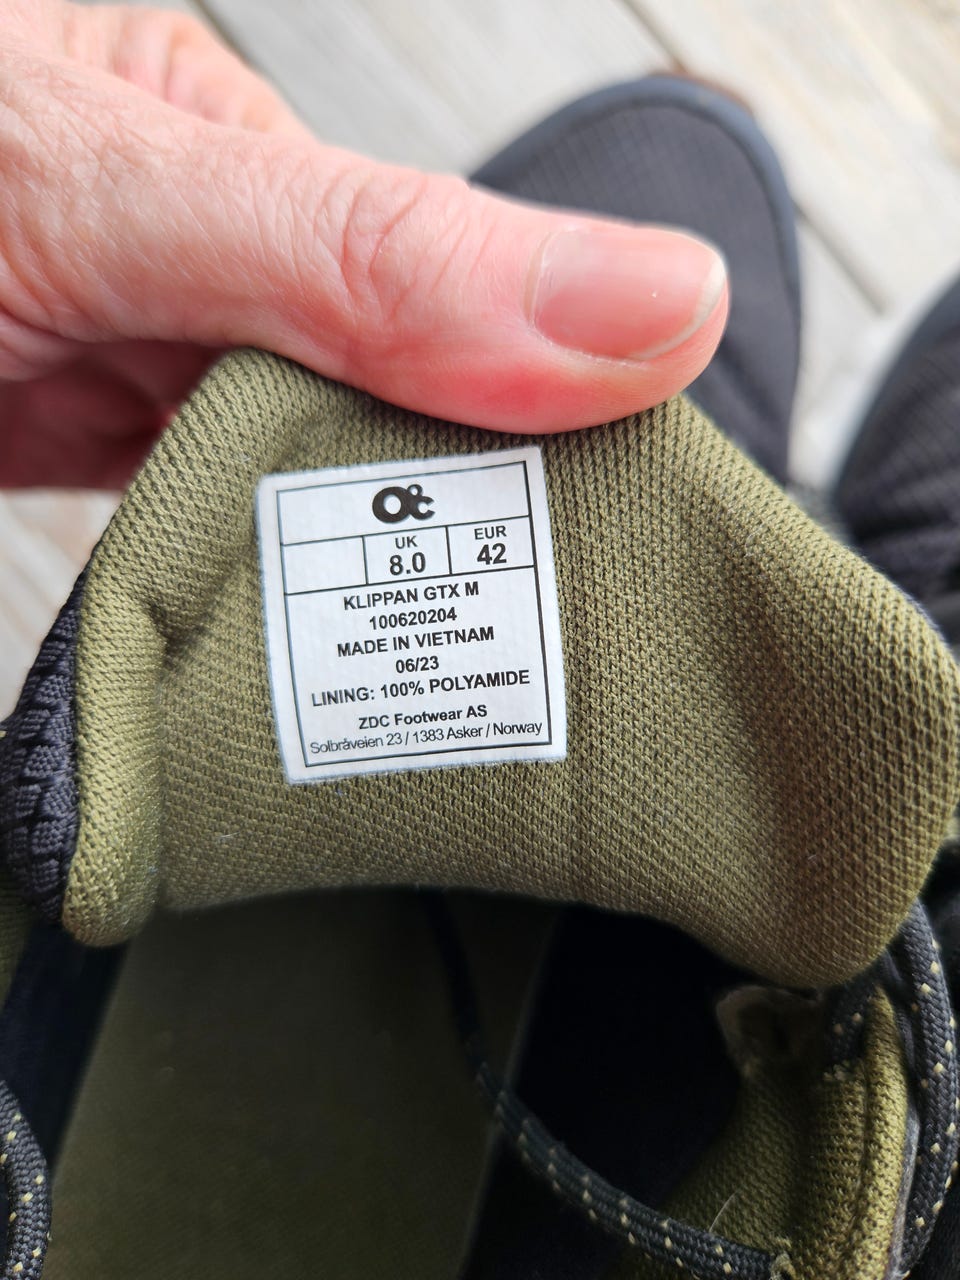 O&C
UK EUR
8.0 42
KLIPPAN GTX M
100620204
MADE IN VIETNAM
06/23
LINING: 100% POLYAMIDE
ZDC Footwear AS
Solbråveien 23 / 1383 Asker / Norway